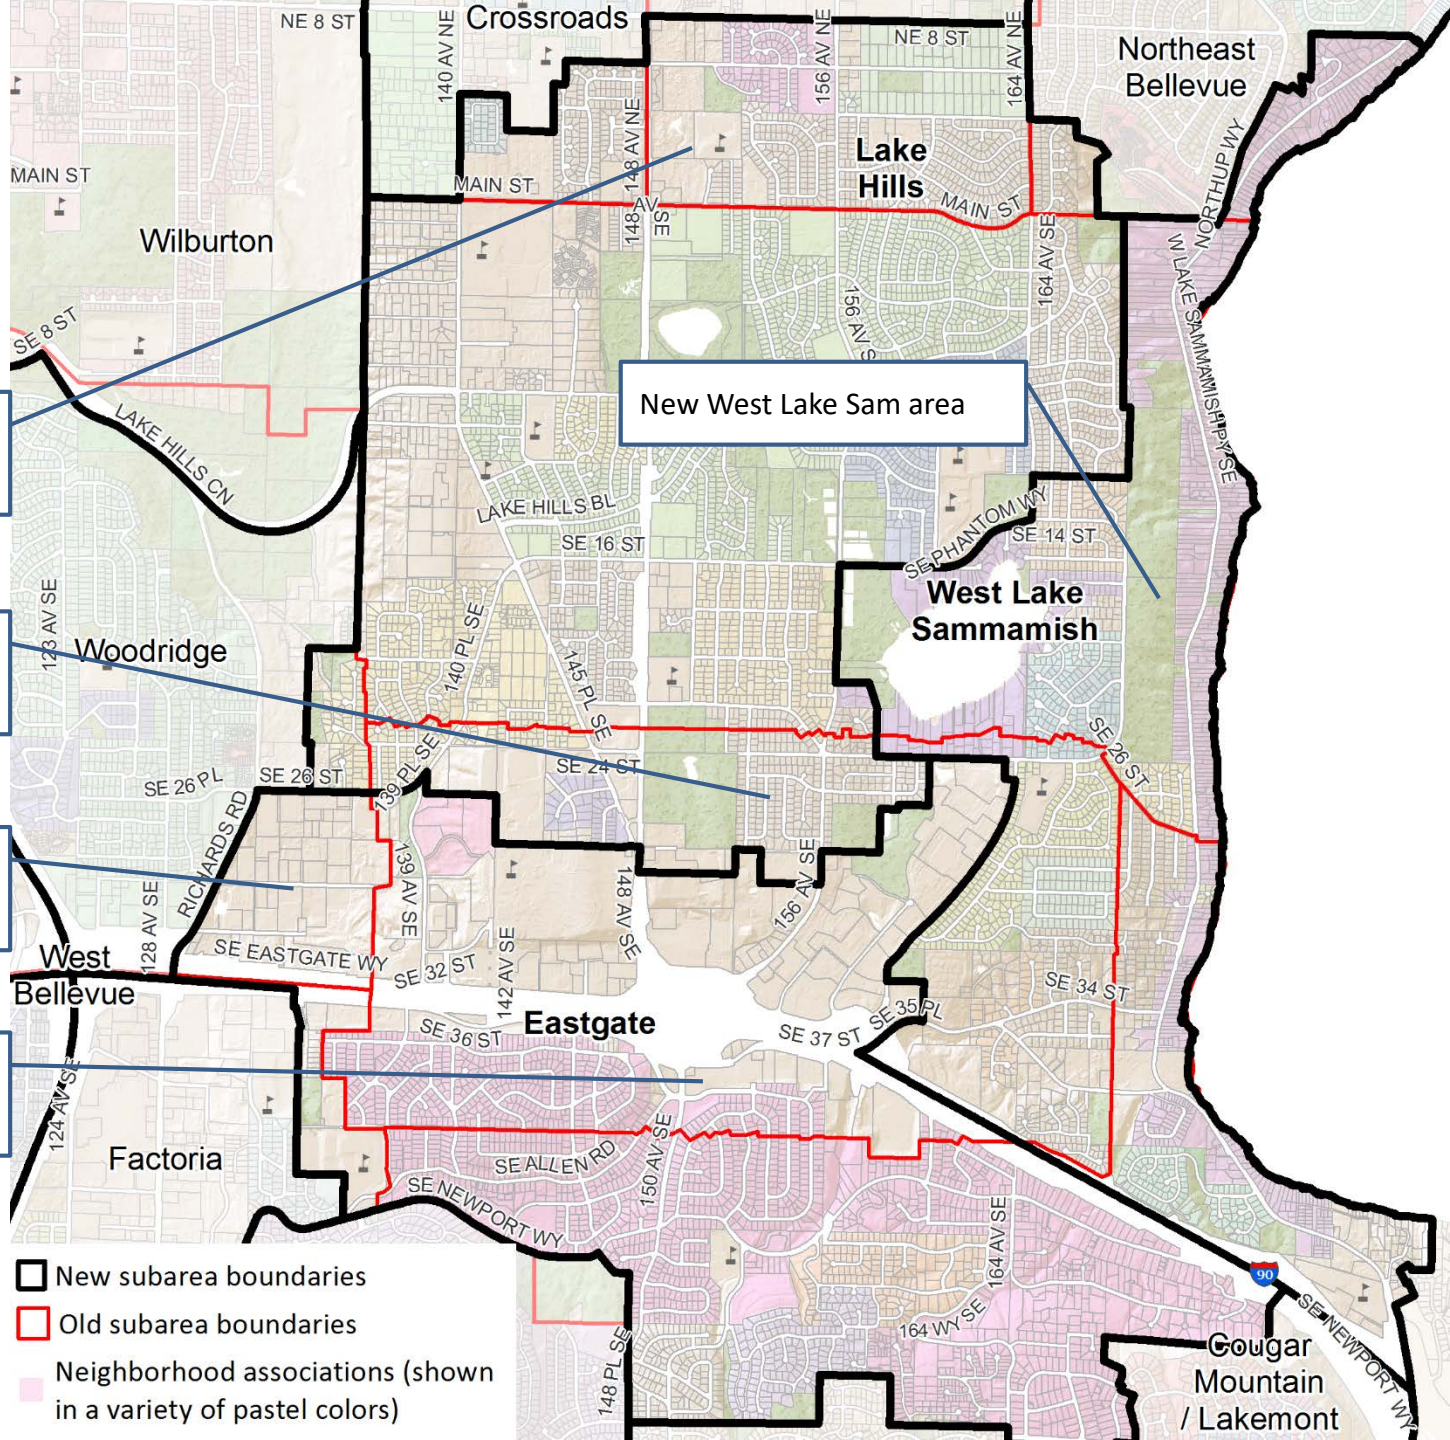 NE 8 ST
140 AV NE
Crossroads
156 AV NE
NE 8 ST
164 AV NE
Northeast
Bellevue
148 AV NE
NORTHUP WY
MAIN ST
MAIN ST
Lake
Hills
MAIN ST
148 AV SE
Wilburton
164 AV SE
W LAKE SAMMAMISH PY SE
SE 8 ST
156 AV S
New West Lake Sam area
LAKE HILLS CN
LAKE HILLS BL
SE 16 ST
SE PHANTOM WY
SE 14 ST
West Lake
Sammamish
123 AV SE
Woodridge
140 PL SE
145 PL SE
SE 26 PL
SE 26 ST
139 PL SE
SE 24 ST
SE 26 ST
RICHARDS RD
139 AV SE
148 AV SE
156 AV SE
128 AV SE
West
Bellevue
SE EASTGATE WY
SE 32 ST
142 AV SE
SE 34 ST
SE 36 ST
Eastgate
SE 37 ST
SE 35 PL
124 AV SE
Factoria
SE ALLEN RD
150 AV SE
SE NEWPORT WY
164 AV SE
90
New subarea boundaries
Old subarea boundaries
Neighborhood associations (shown
in a variety of pastel colors)
148 PL SE
164 WY SE
SE NEWPORT WY
Cougar
Mountain
/ Lakemont